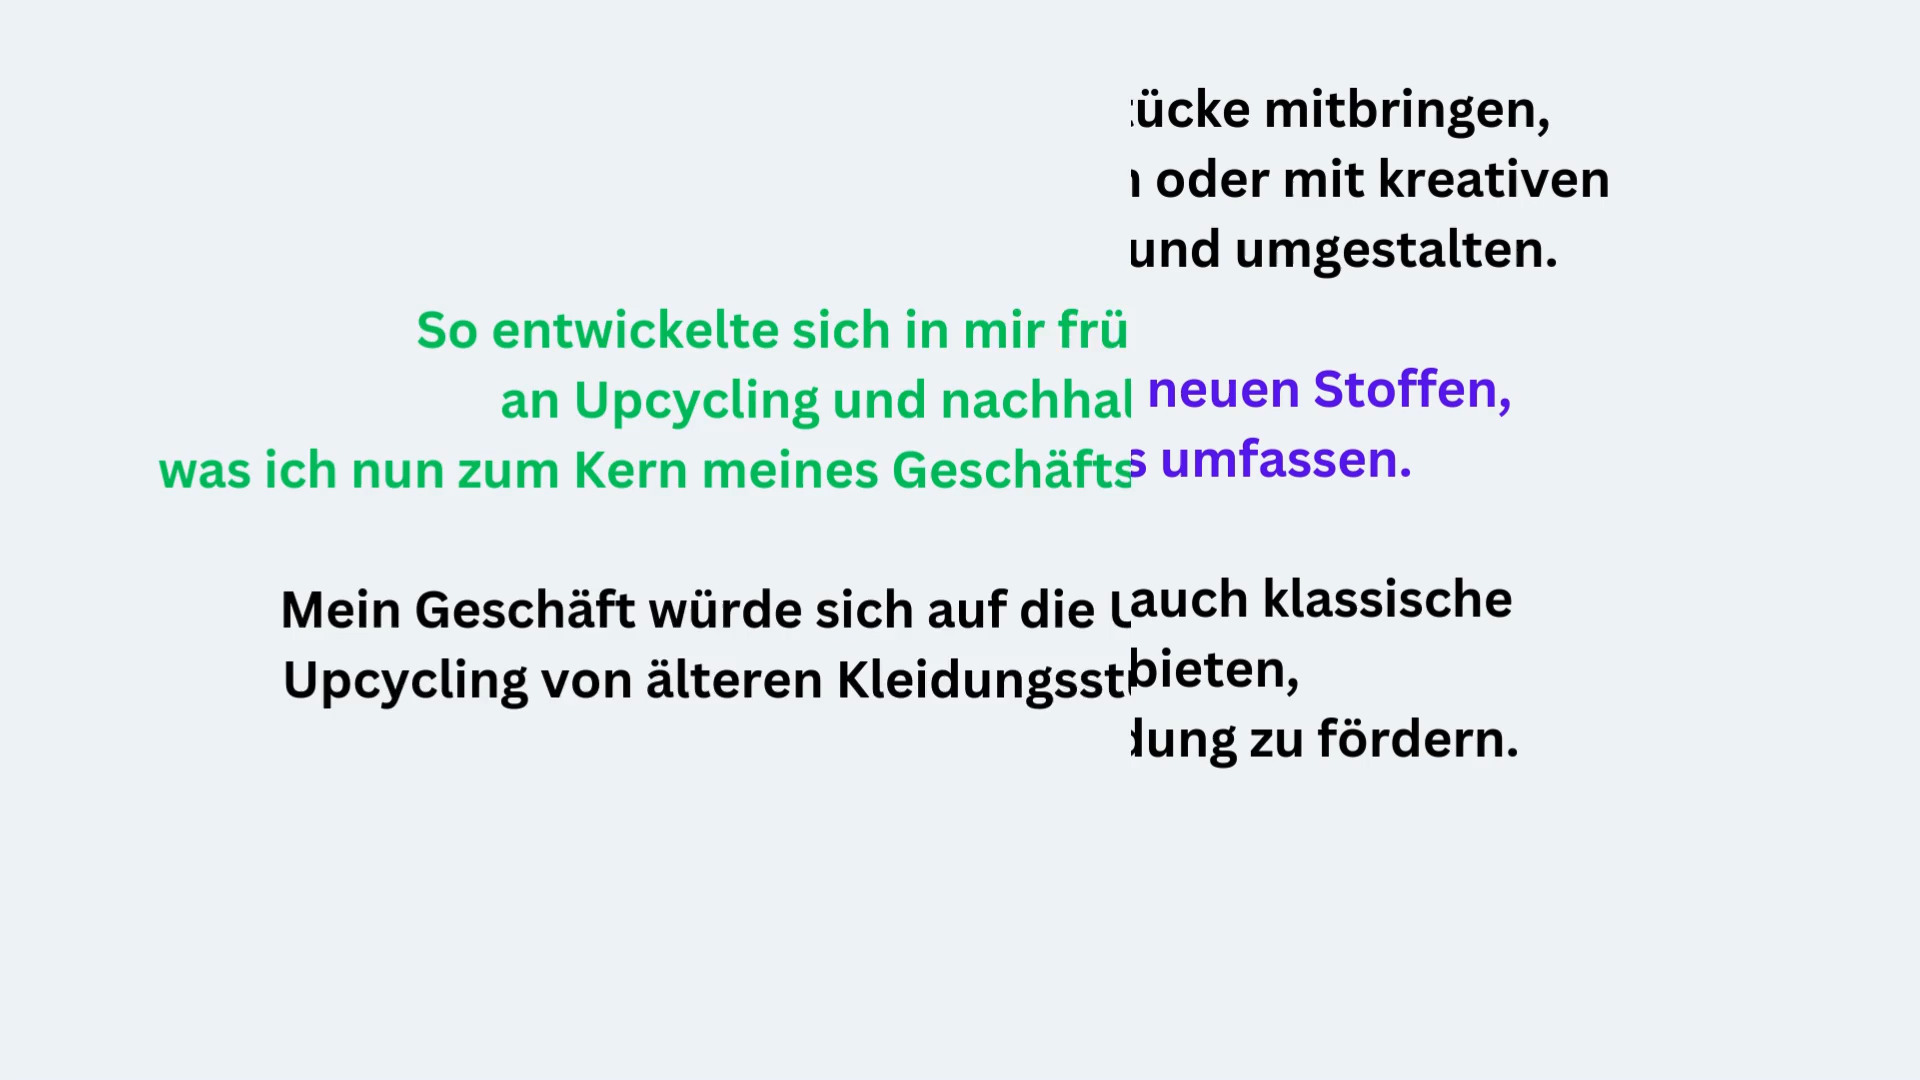 So entwickelte sich in mir frü
an Upcycling und nachhal
was ich nun zum Kern meines Geschäfts
Mein Geschäft würde sich auf die
Upcycling von älteren Kleidungsst
ücke mitbringen,
oder mit kreativen
und umgestalten.
neuen Stoffen,
s umfassen.
auch klassische
bieten,
dung zu fördern.